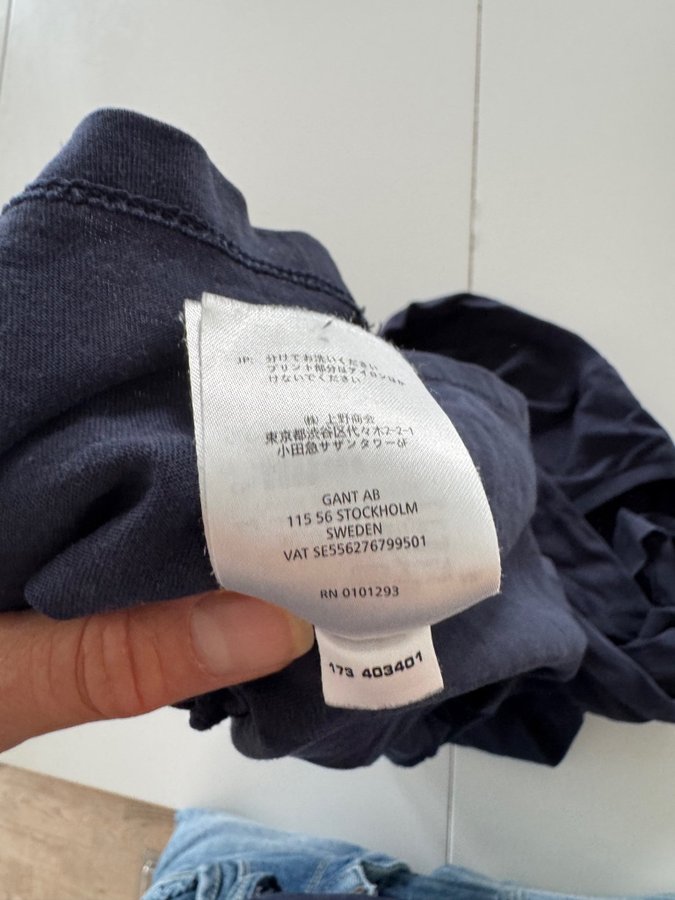 JP: 分けてお洗いください
プリント部分はアイロンをか
けないでください
㈱ 上野商会
東京都渋谷区代々木2-2-1
小田急サザンタワー6F
GANT AB
115 56 STOCKHOLM
SWEDEN
VAT SE556276799501
RN 0101293
173 403401